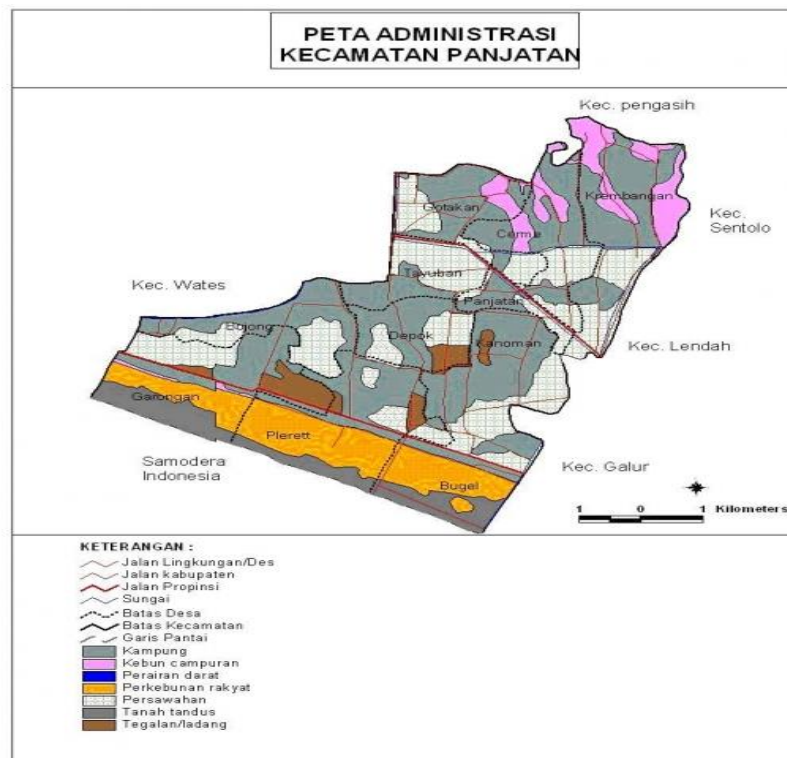 PETA ADMINISTRASI
KECAMATAN PANJATAN
Kec. pengasih
Krembangan
Gotakan
Kec.
Sentolo
Cerme
Tayuban
Kec. Wates
Panjatan
Bojong
Depok
Kanoman
Kec. Lendah
Garongan
Plerett
Samodera
Indonesia
Kec. Galur
Bugel
1 0 1 Kilometers
KETERANGAN :
Jalan Lingkungan/Des
Jalan kabupaten
Jalan Propinsi
Sungai
Batas Desa
Batas Kecamatan
Garis Pantai
Kampung
Kebun campuran
Perairan darat
Perkebunan rakyat
Persawahan
Tanah tandus
Tegalan/ladang